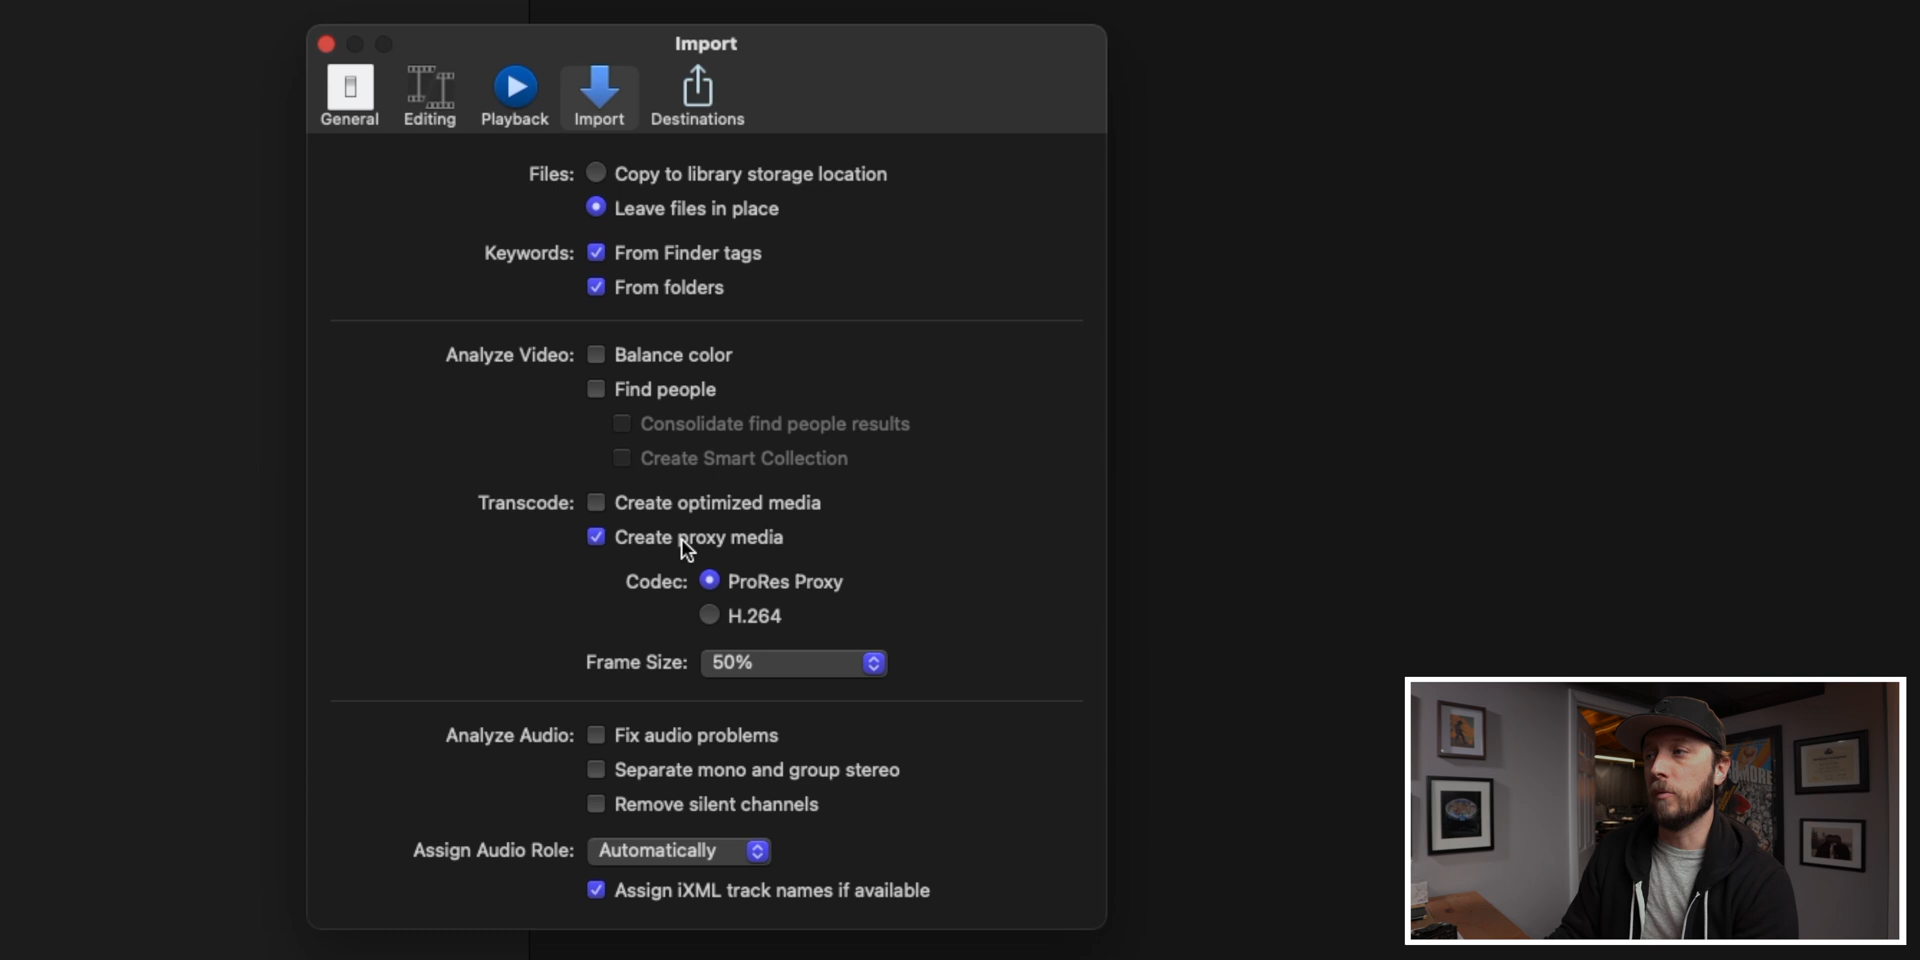 Import
General
Editing
Playback
Import
Destinations
Files: Copy to library storage location
Leave files in place
Keywords: From Finder tags
From folders
Analyze Video: Balance color
Find people
Consolidate find people results
Create Smart Collection
Transcode: Create optimized media
Create proxy media
Codec: ProRes Proxy
H.264
Frame Size: 50%
Analyze Audio: Fix audio problems
Separate mono and group stereo
Remove silent channels
Assign Audio Role: Automatically
Assign iXML track names if available